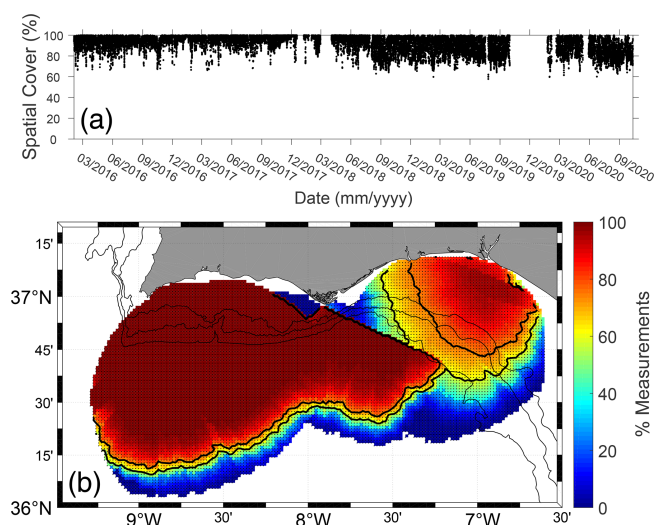 100
80
60
40
20
0
Spatial Cover (%)
(a)
03/2016 06/2016 09/2016 12/2016 03/2017 06/2017 09/2017 12/2017 03/2018 06/2018 09/2018 12/2018 03/2019 06/2019 09/2019 12/2019 03/2020 06/2020 09/2020
Date (mm/yyyy)
15'
37°N
45'
30'
15'
36°N
(b)
9°W 30' 8°W 30' 7°W 30'
100
80
60
40
20
0
% Measurements